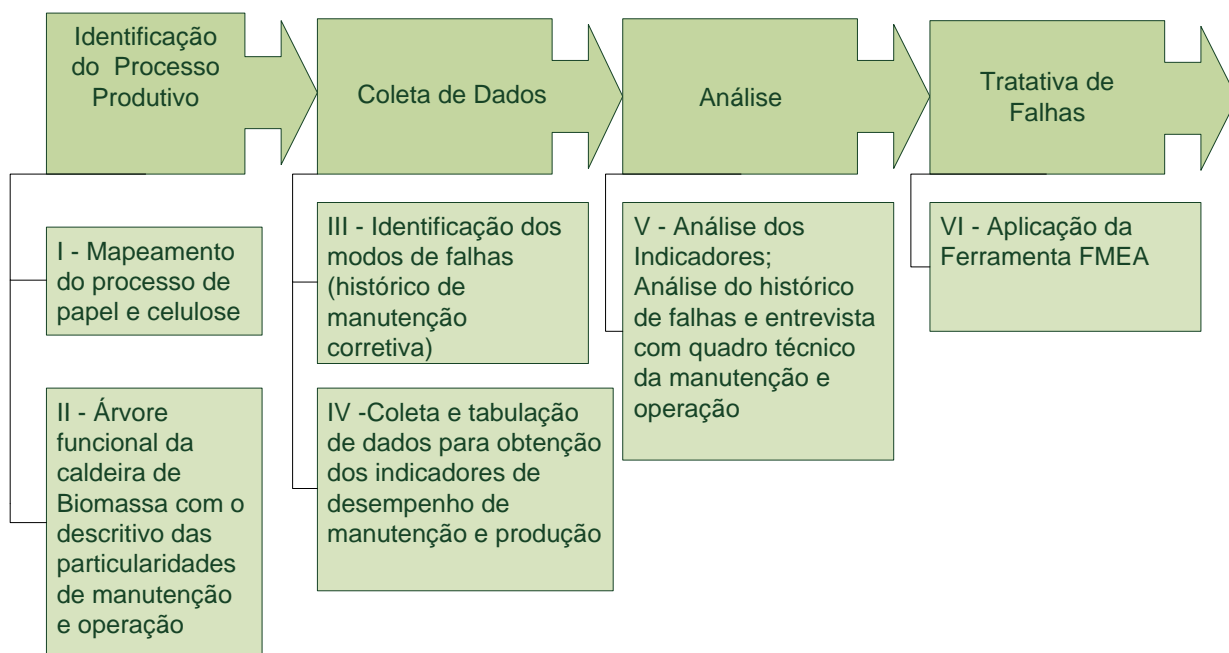 Identificação
do Processo
Produtivo
Coleta de Dados
Análise
Tratativa de
Falhas
I - Mapeamento
do processo de
papel e celulose
II - Árvore
funcional da
caldeira de
Biomassa com o
descritivo das
particularidades
de manutenção
e operação
III - Identificação dos
modos de falhas
(histórico de
manutenção
corretiva)
IV -Coleta e tabulação
de dados para obtenção
dos indicadores de
desempenho de
manutenção e produção
V - Análise dos
Indicadores;
Análise do histórico
de falhas e entrevista
com quadro técnico
da manutenção e
operação
VI - Aplicação da
Ferramenta FMEA